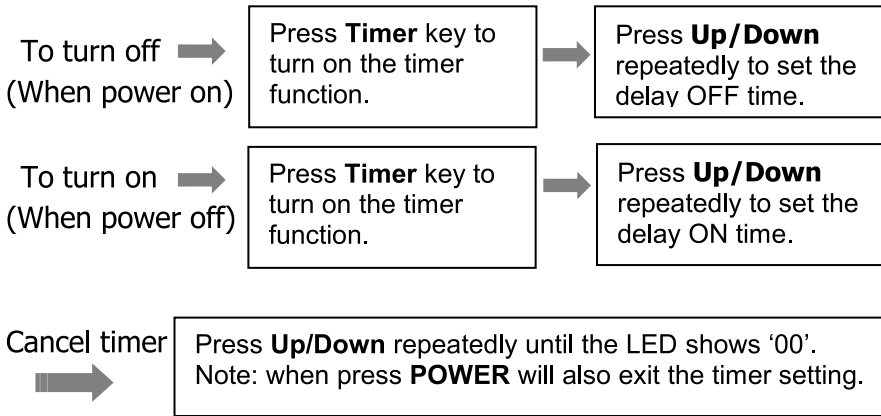 To turn off
(When power on)
Press Timer key to
turn on the timer
function.
Press Up/Down
repeatedly to set the
delay OFF time.
To turn on
(When power off)
Press Timer key to
turn on the timer
function.
Press Up/Down
repeatedly to set the
delay ON time.
Cancel timer
Press Up/Down repeatedly until the LED shows ‘00’.
Note: when press POWER will also exit the timer setting.